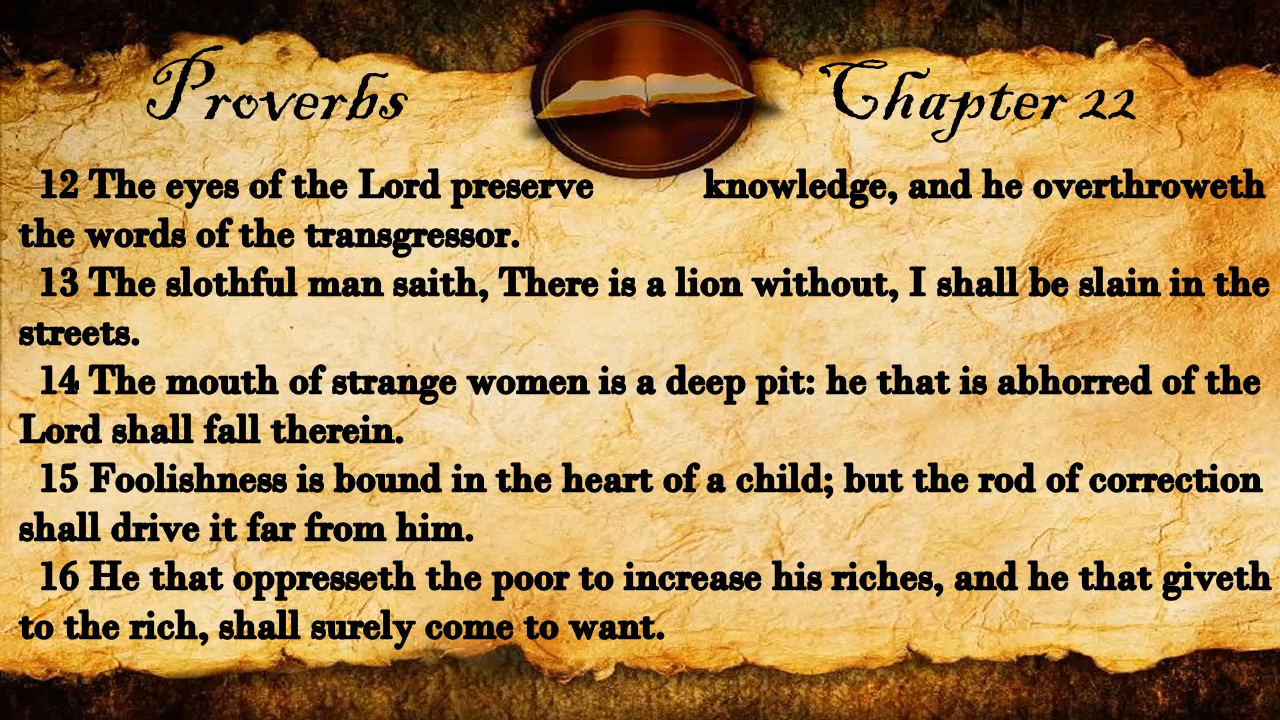 Proverbs Chapter 22
12 The eyes of the Lord preserve knowledge, and he overthroweth
the words of the transgressor.
13 The slothful man saith, There is a lion without, I shall be slain in the
streets.
14 The mouth of strange women is a deep pit: he that is abhorred of the
Lord shall fall therein.
15 Foolishness is bound in the heart of a child; but the rod of correction
shall drive it far from him.
16 He that oppresseth the poor to increase his riches, and he that giveth
to the rich, shall surely come to want.